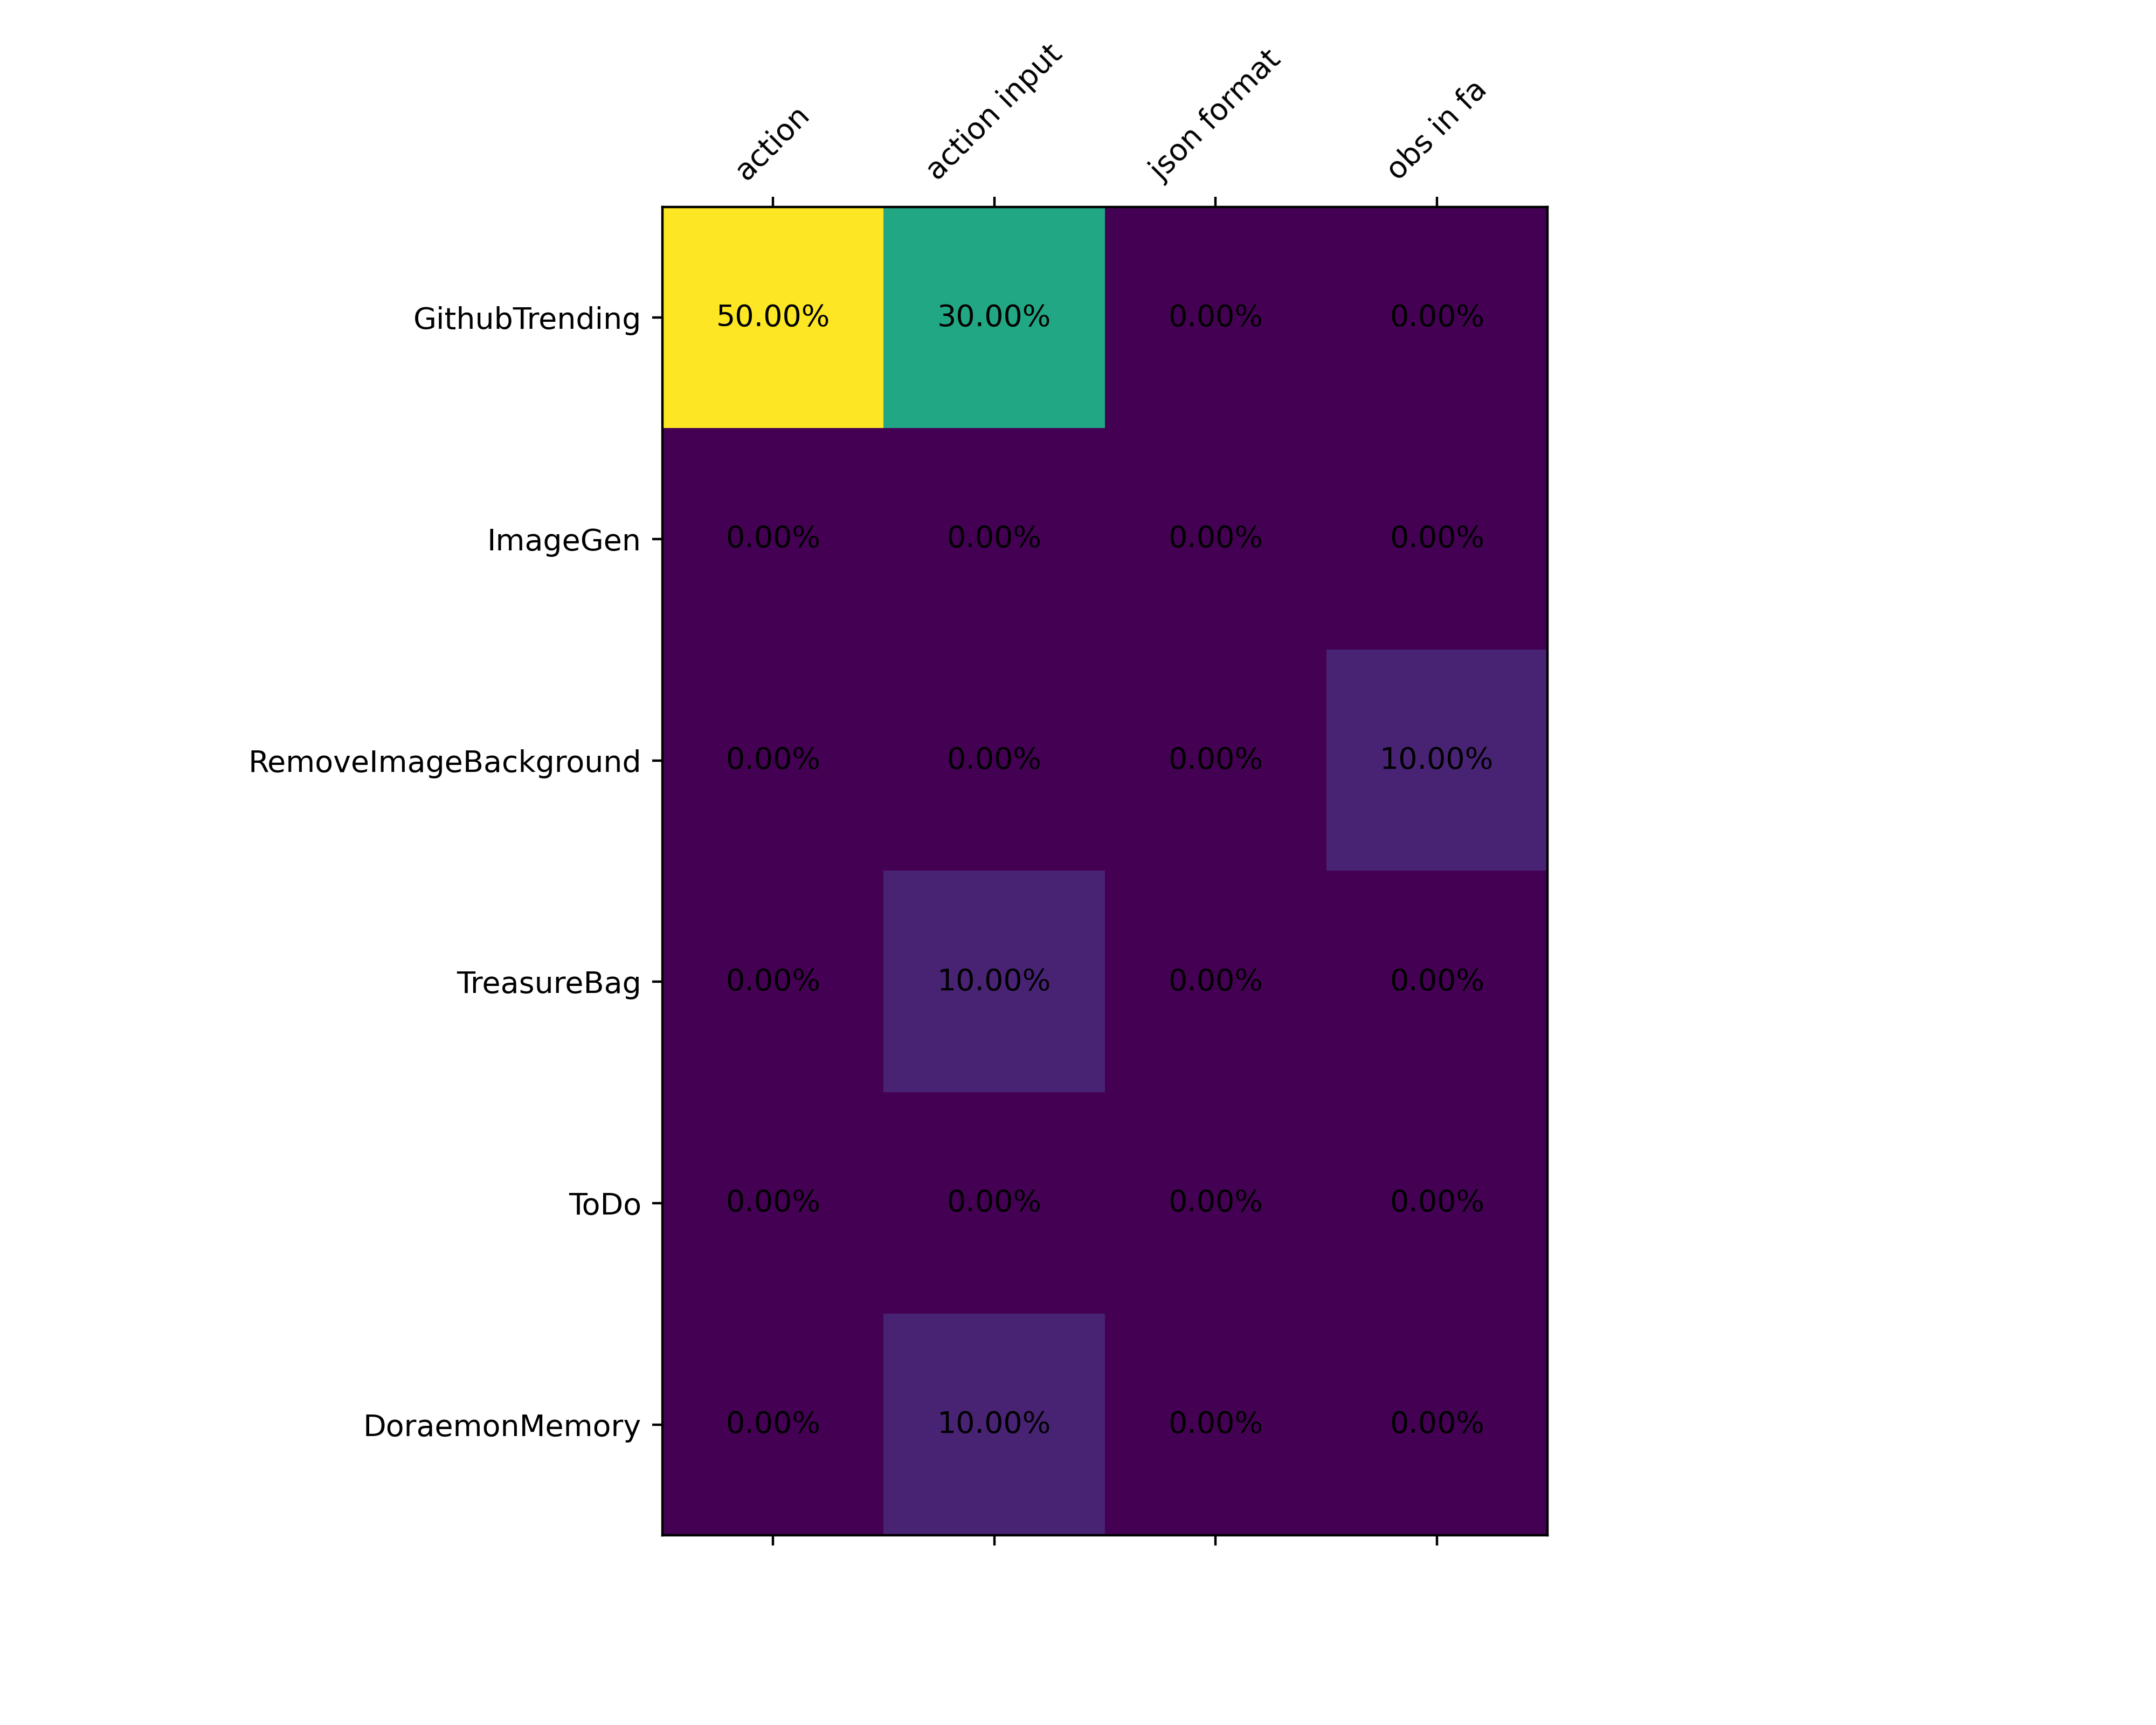 action action input json format obs in fa
GithubTrending 50.00% 30.00% 0.00% 0.00%
ImageGen 0.00% 0.00% 0.00% 0.00%
RemoveImageBackground 0.00% 0.00% 0.00% 10.00%
TreasureBag 0.00% 10.00% 0.00% 0.00%
ToDo 0.00% 0.00% 0.00% 0.00%
DoraemonMemory 0.00% 10.00% 0.00% 0.00%